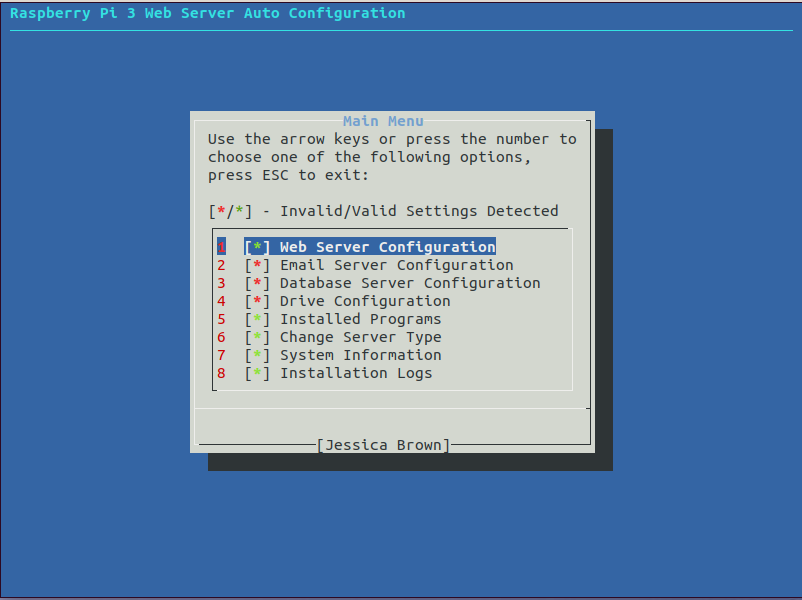 Raspberry Pi 3 Web Server Auto Configuration
Main Menu
Use the arrow keys or press the number to
choose one of the following options,
press ESC to exit:
[*/*] - Invalid/Valid Settings Detected
1 [*] Web Server Configuration
2 [*] Email Server Configuration
3 [*] Database Server Configuration
4 [*] Drive Configuration
5 [*] Installed Programs
6 [*] Change Server Type
7 [*] System Information
8 [*] Installation Logs
[Jessica Brown]